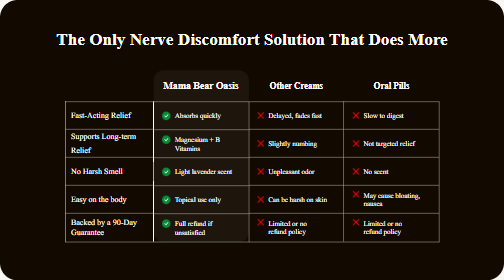 The Only Nerve Discomfort Solution That Does More
Mama Bear Oasis Other Creams Oral Pills
Fast-Acting Relief Absorbs quickly Delayed, fades fast Slow to digest
Supports Long-term
Relief
Magnesium + B
Vitamins
Slightly numbing Not targeted relief
No Harsh Smell Light lavender scent Unpleasant odor No scent
Easy on the body Topical use only Can be harsh on skin
May cause bloating,
nausea
Backed by a 90-Day
Guarantee
Full refund if
unsatisfied
Limited or no
refund policy
Limited or no
refund policy